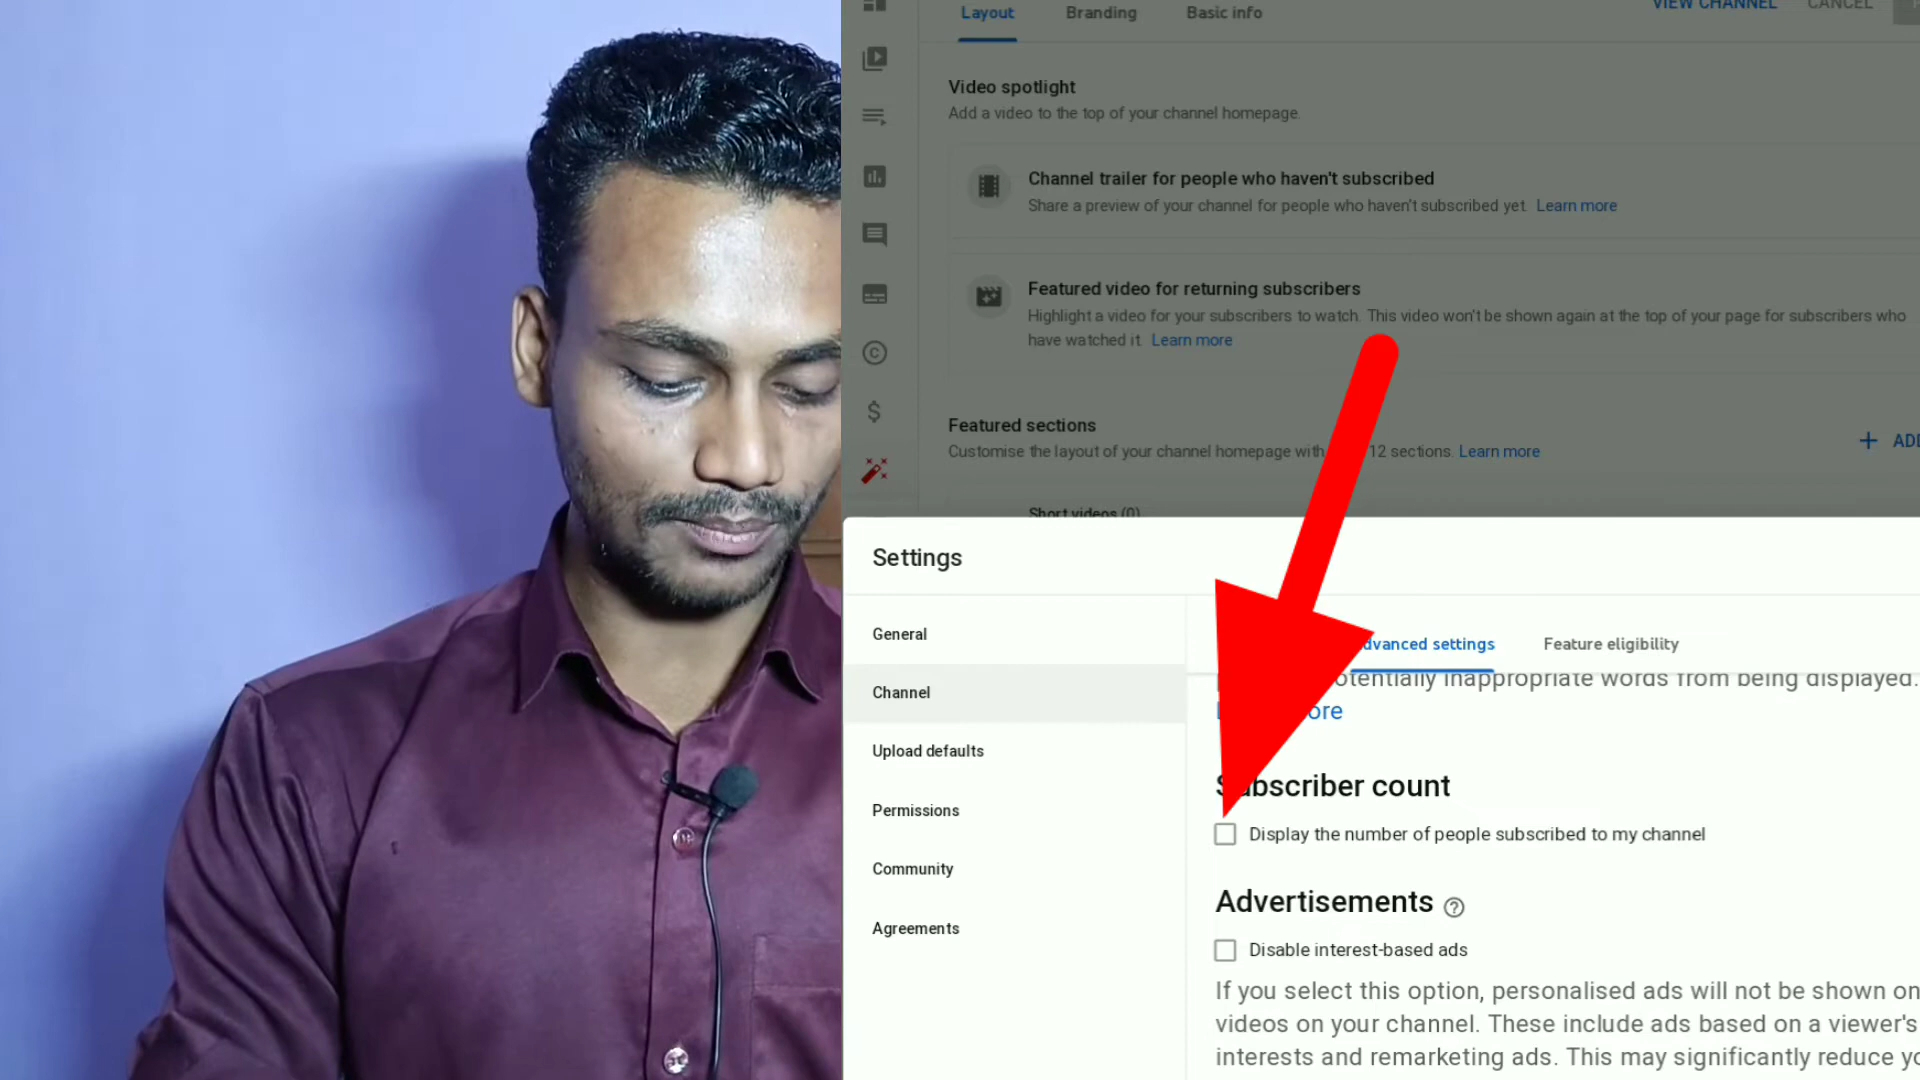 Layout Branding Basic info VIEW CHANNEL CANCEL
Video spotlight
Add a video to the top of your channel homepage.
Channel trailer for people who haven't subscribed
Share a preview of your channel for people who haven't subscribed yet. Learn more
Featured video for returning subscribers
Highlight a video for your subscribers to watch. This video won't be shown again at the top of your page for subscribers who
have watched it. Learn more
Featured sections
Customise the layout of your channel homepage with 12 sections. Learn more
+ ADD
Short videos (0)
Settings
General
Channel
Upload defaults
Permissions
Community
Agreements
dvanced settings Feature eligibility
otentially inappropriate words from being displayed.
ore
Subscriber count
Display the number of people subscribed to my channel
Advertisements ?
Disable interest-based ads
If you select this option, personalised ads will not be shown on
videos on your channel. These include ads based on a viewer's
interests and remarketing ads. This may significantly reduce yo